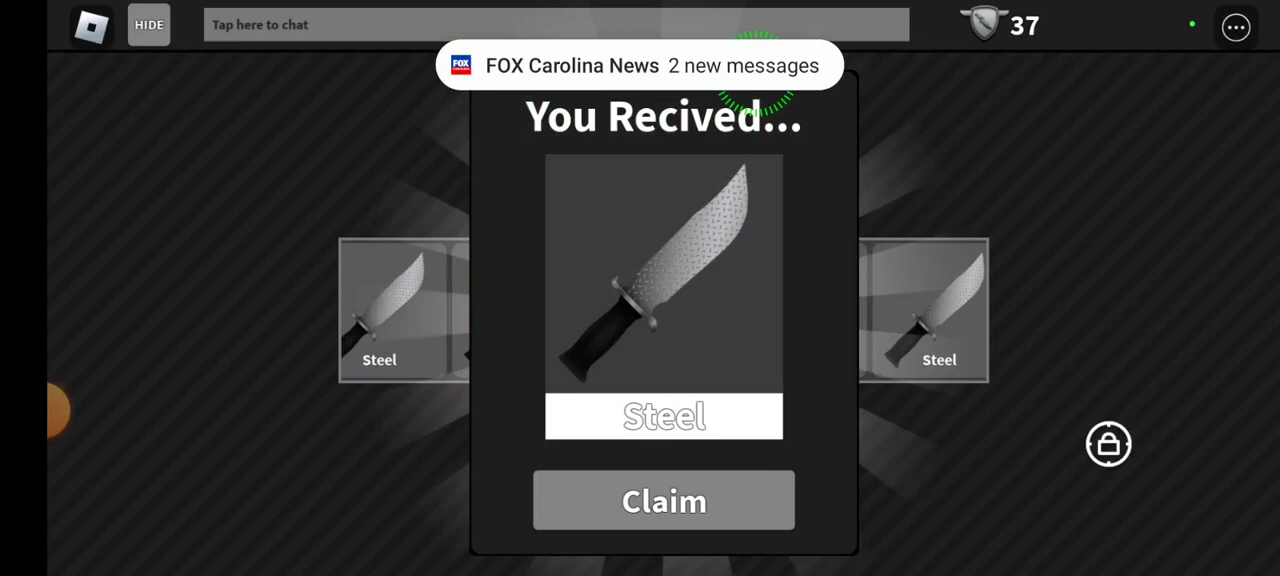 HIDE
Tap here to chat
37
FOX Carolina News 2 new messages
You Recived...
Steel
Steel
Steel
Claim